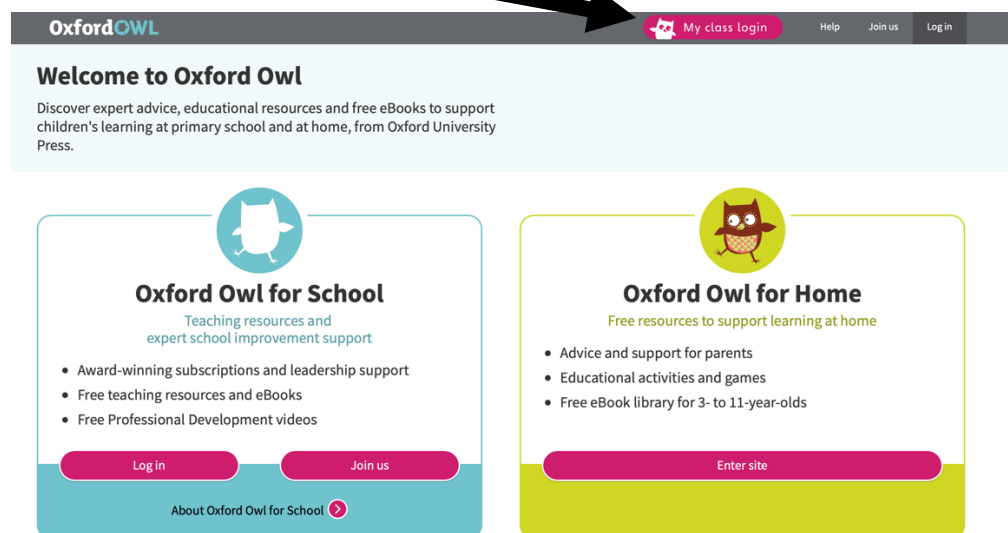 OxfordOWL
My class login
Help
Join us
Log in
Welcome to Oxford Owl
Discover expert advice, educational resources and free eBooks to support
children's learning at primary school and at home, from Oxford University
Press.
Oxford Owl for School
Teaching resources and
expert school improvement support
• Award-winning subscriptions and leadership support
• Free teaching resources and eBooks
• Free Professional Development videos
Log in
Join us
About Oxford Owl for School
Oxford Owl for Home
Free resources to support learning at home
• Advice and support for parents
• Educational activities and games
• Free eBook library for 3- to 11-year-olds
Enter site